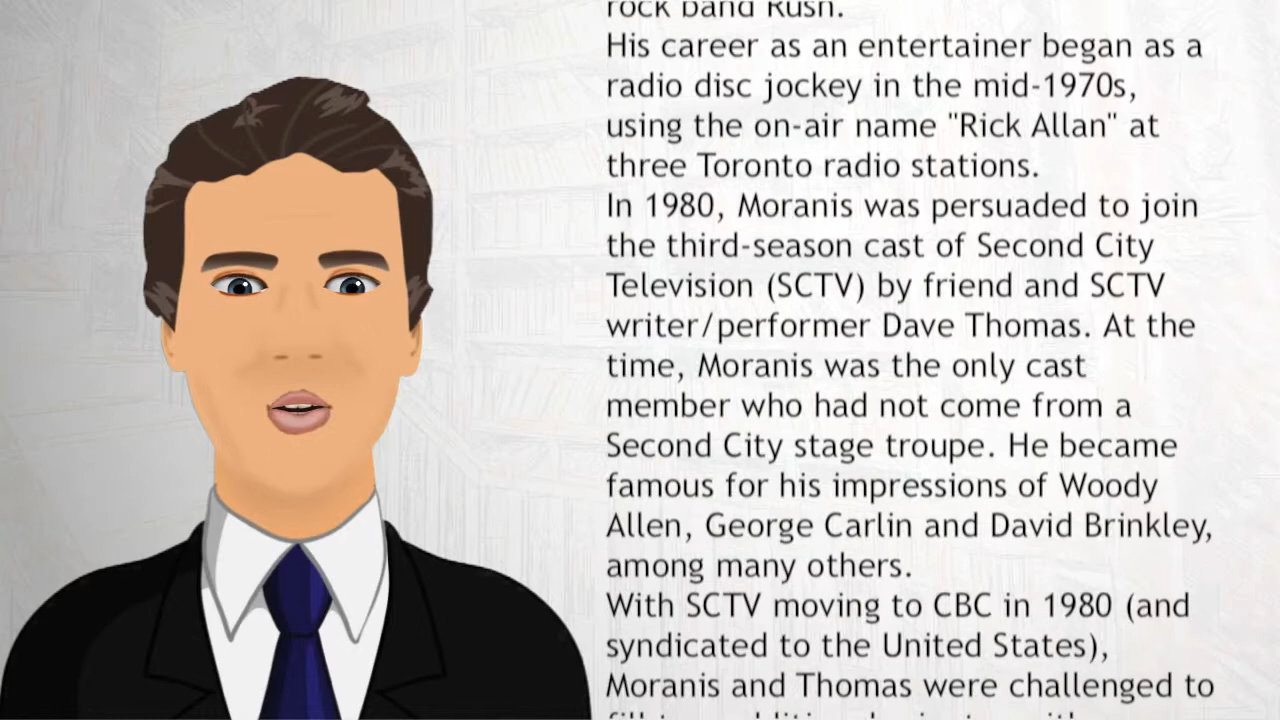 rock band Rush.
His career as an entertainer began as a
radio disc jockey in the mid-1970s,
using the on-air name "Rick Allan" at
three Toronto radio stations.
In 1980, Moranis was persuaded to join
the third-season cast of Second City
Television (SCTV) by friend and SCTV
writer/performer Dave Thomas. At the
time, Moranis was the only cast
member who had not come from a
Second City stage troupe. He became
famous for his impressions of Woody
Allen, George Carlin and David Brinkley,
among many others.
With SCTV moving to CBC in 1980 (and
syndicated to the United States),
Moranis and Thomas were challenged to